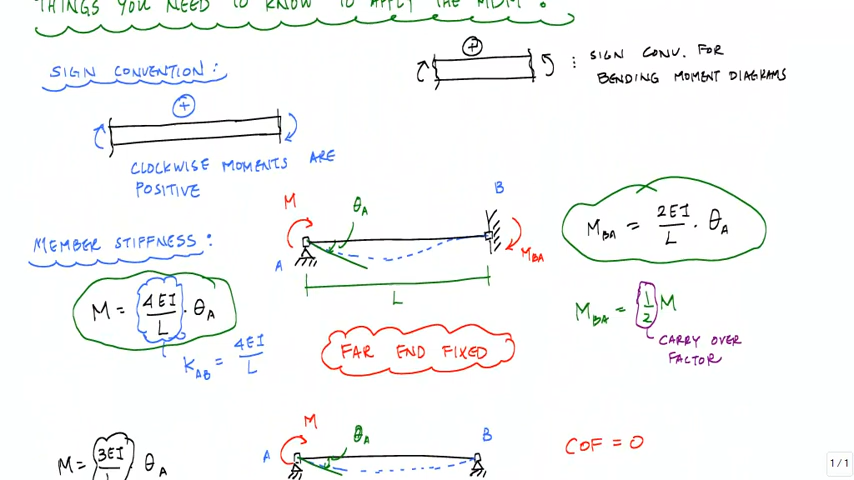 THINGS YOU NEED TO KNOW TO APPLY THE MDM:
SIGN CONVENTION:
+
CLOCKWISE MOMENTS ARE
POSITIVE
+
: SIGN CONV. FOR
BENDING MOMENT DIAGRAMS
MEMBER STIFFNESS:
M = 4EI/L · θA
KAB = 4EI/L
M
θA
A
B
MBA
L
FAR END FIXED
MBA = 2EI/L · θA
MBA = 1/2 M
CARRY OVER
FACTOR
M = 3EI/L · θA
M
θA
A
B
COF = 0
1/1